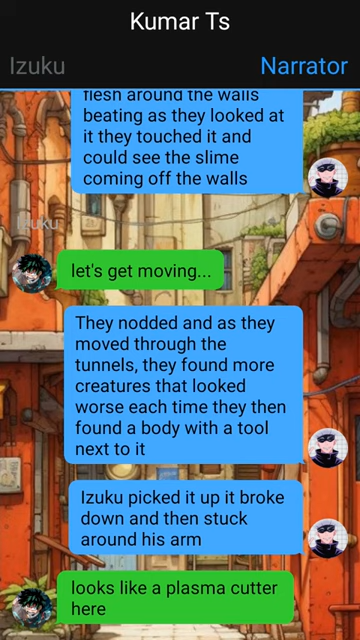 Kumar Ts
Izuku
Narrator
flesh around the walls
beating as they looked at
it they touched it and
could see the slime
coming off the walls
Izuku
let's get moving...
They nodded and as they
moved through the
tunnels, they found more
creatures that looked
worse each time they then
found a body with a tool
next to it
Izuku picked it up it broke
down and then stuck
around his arm
looks like a plasma cutter
here